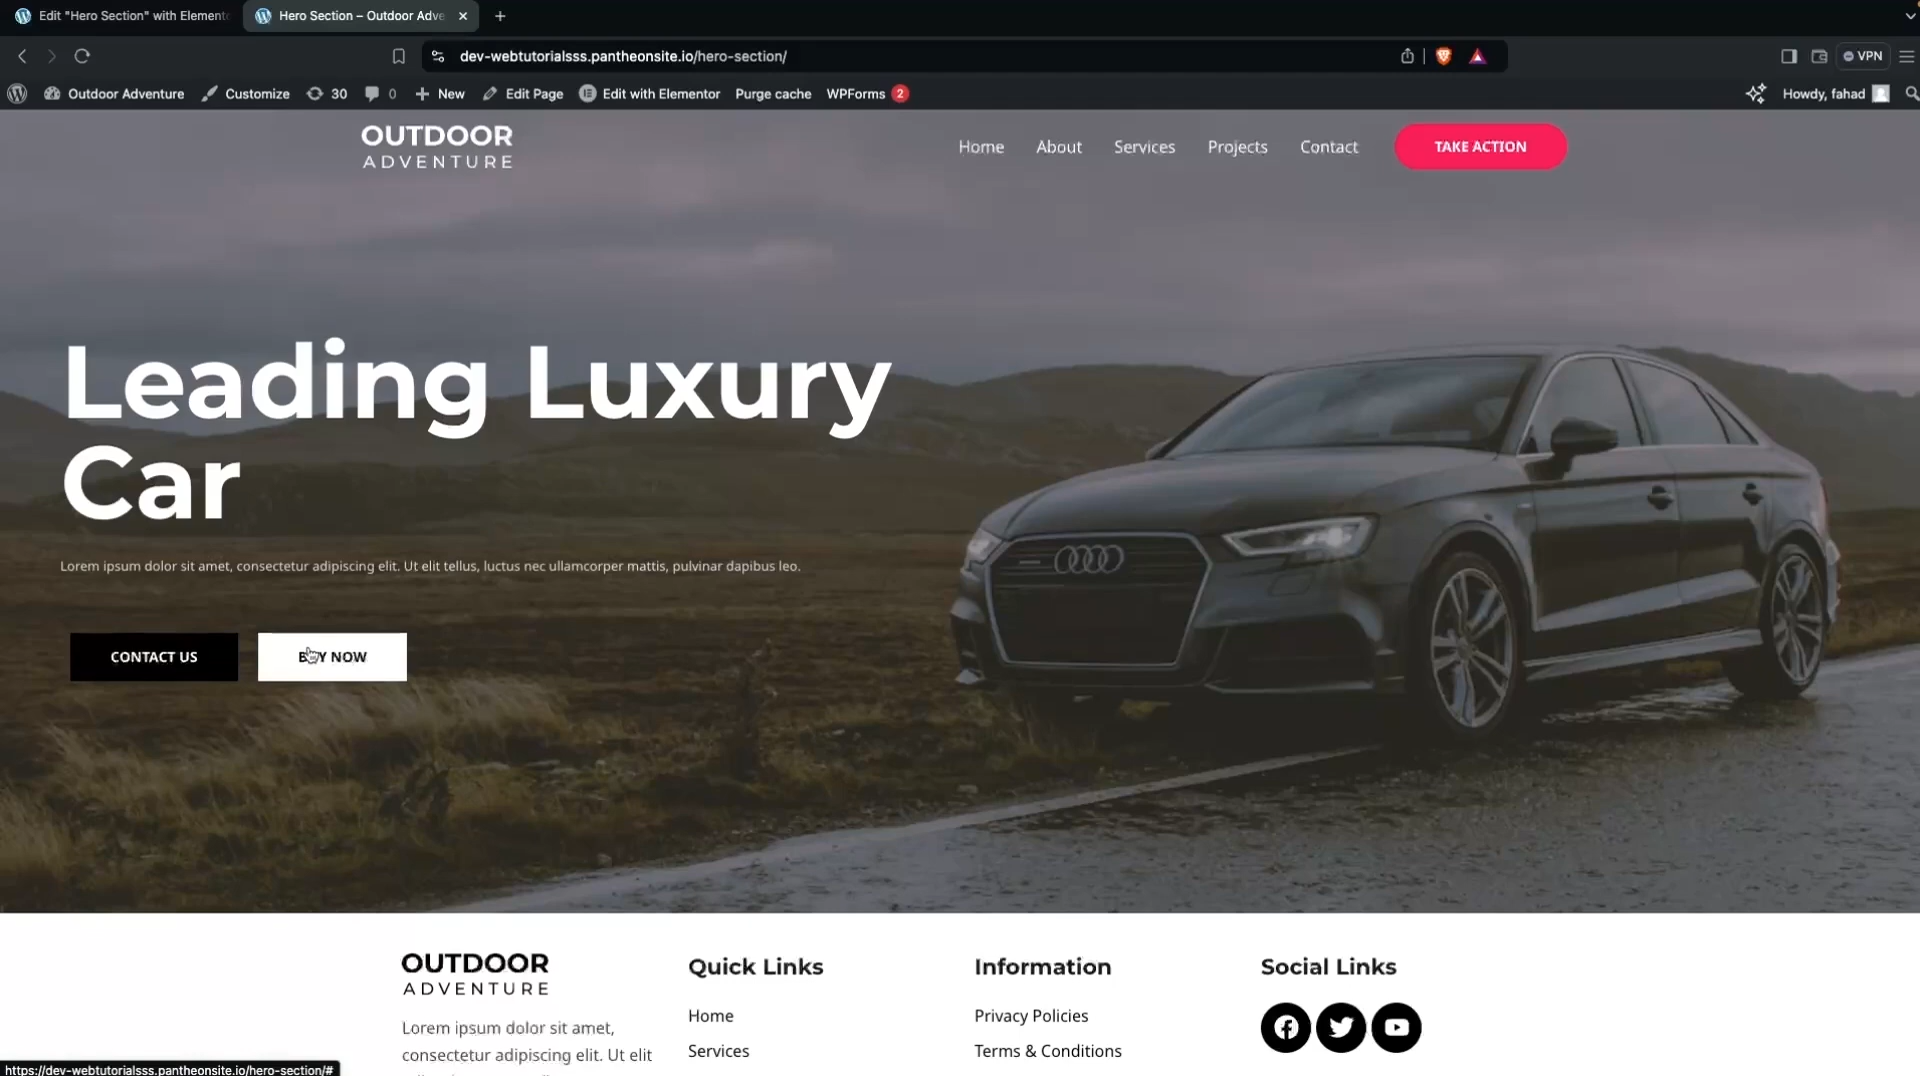 Edit "Hero Section" with Element
Hero Section – Outdoor Adve
dev-webtutorialsss.pantheonsite.io/hero-section/
VPN
Outdoor Adventure
Customize
30
0
New
Edit Page
Edit with Elementor
Purge cache
WPForms 2
Howdy, fahad
OUTDOOR
ADVENTURE
Home
About
Services
Projects
Contact
TAKE ACTION
Leading Luxury
Car
Lorem ipsum dolor sit amet, consectetur adipiscing elit. Ut elit tellus, luctus nec ullamcorper mattis, pulvinar dapibus leo.
CONTACT US
BUY NOW
OUTDOOR
ADVENTURE
Lorem ipsum dolor sit amet,
consectetur adipiscing elit. Ut elit
Quick Links
Home
Services
Information
Privacy Policies
Terms & Conditions
Social Links
https://dev-webtutorialsss.pantheonsite.io/hero-section/#